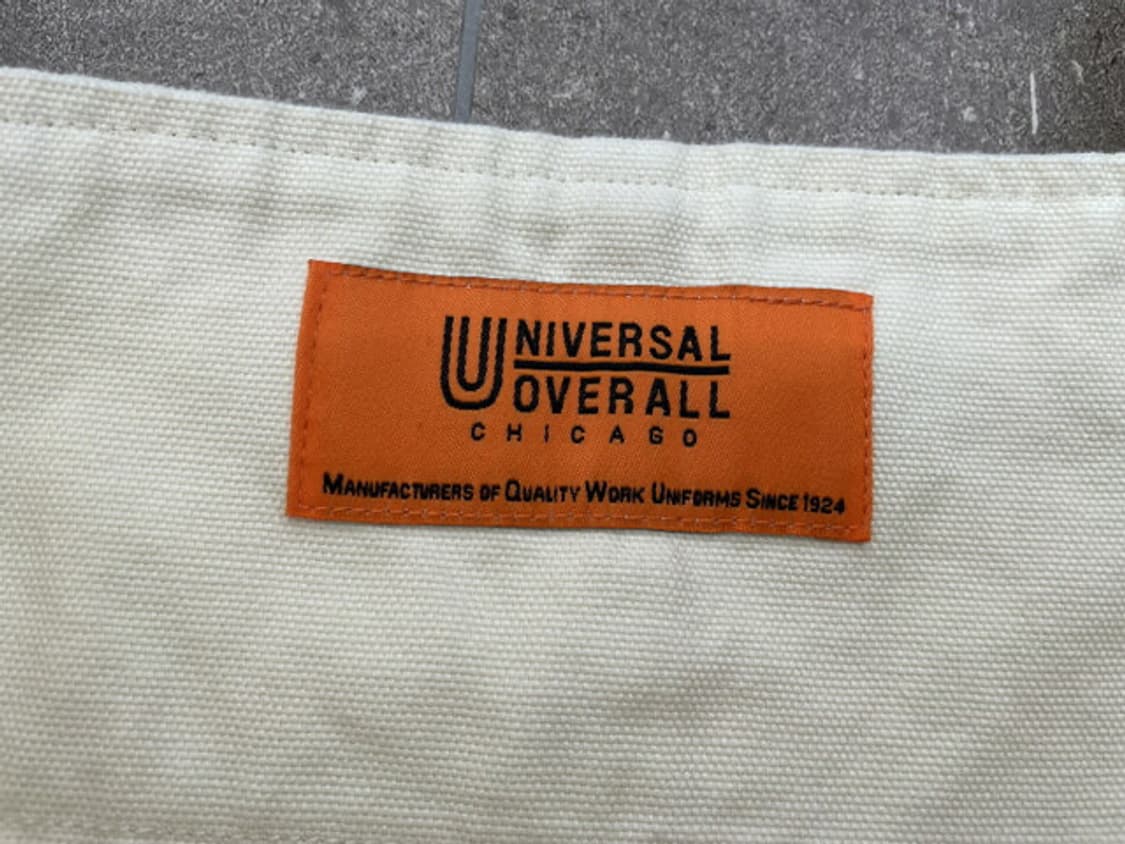 UNIVERSAL
OVERALL
CHICAGO
MANUFACTURERS OF QUALITY WORK UNIFORMS SINCE 1924